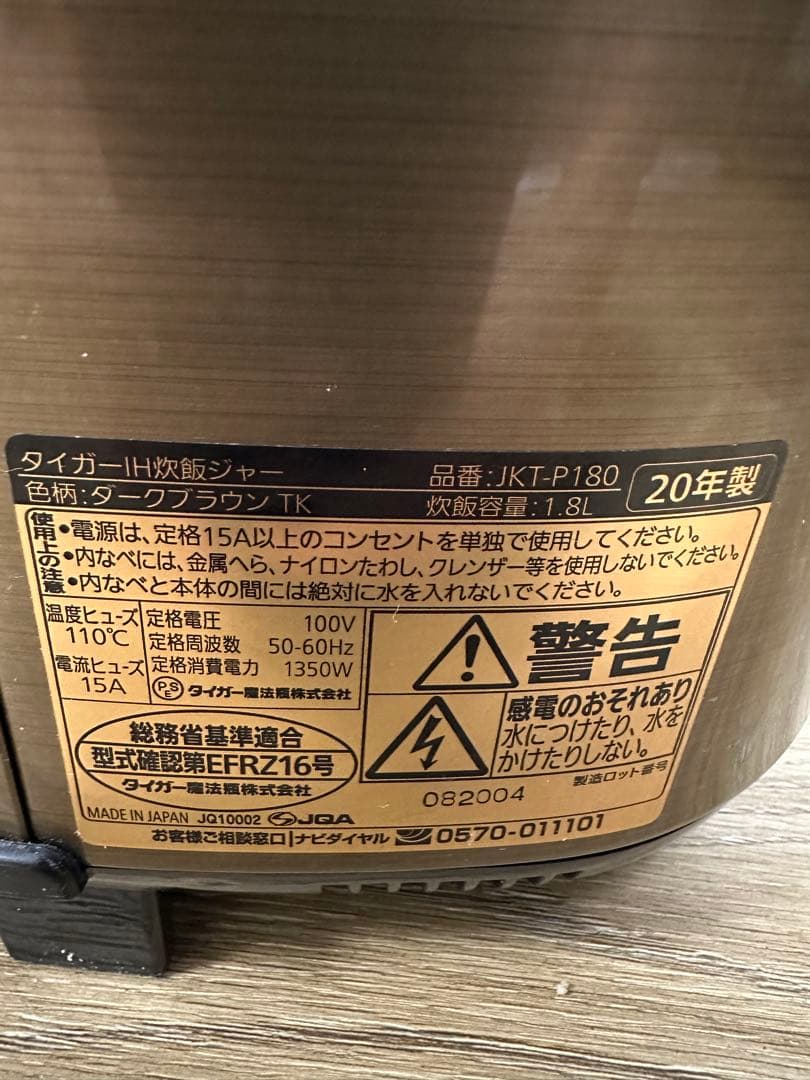 タイガーIH炊飯ジャー 品番:JKT-P180 20年製
色柄:ダークブラウン TK 炊飯容量:1.8L
使用上の注意
•電源は、定格15A以上のコンセントを単独で使用してください。
•内なべには、金属へら、ナイロンたわし、クレンザー等を使用しないでください。
•内なべと本体の間には絶対に水を入れないでください。
温度ヒューズ
110℃
電流ヒューズ
15A
定格電圧 100V
定格周波数 50-60Hz
定格消費電力 1350W
PSE タイガー魔法瓶株式会社
警告
感電のおそれあり
水につけたり、水を
かけたりしない。
総務省基準適合
型式確認第EFRZ16号
タイガー魔法瓶株式会社
082004 製造ロット番号
MADE IN JAPAN JQ10002 JQA
お客様ご相談窓口|ナビダイヤル 0570-011101